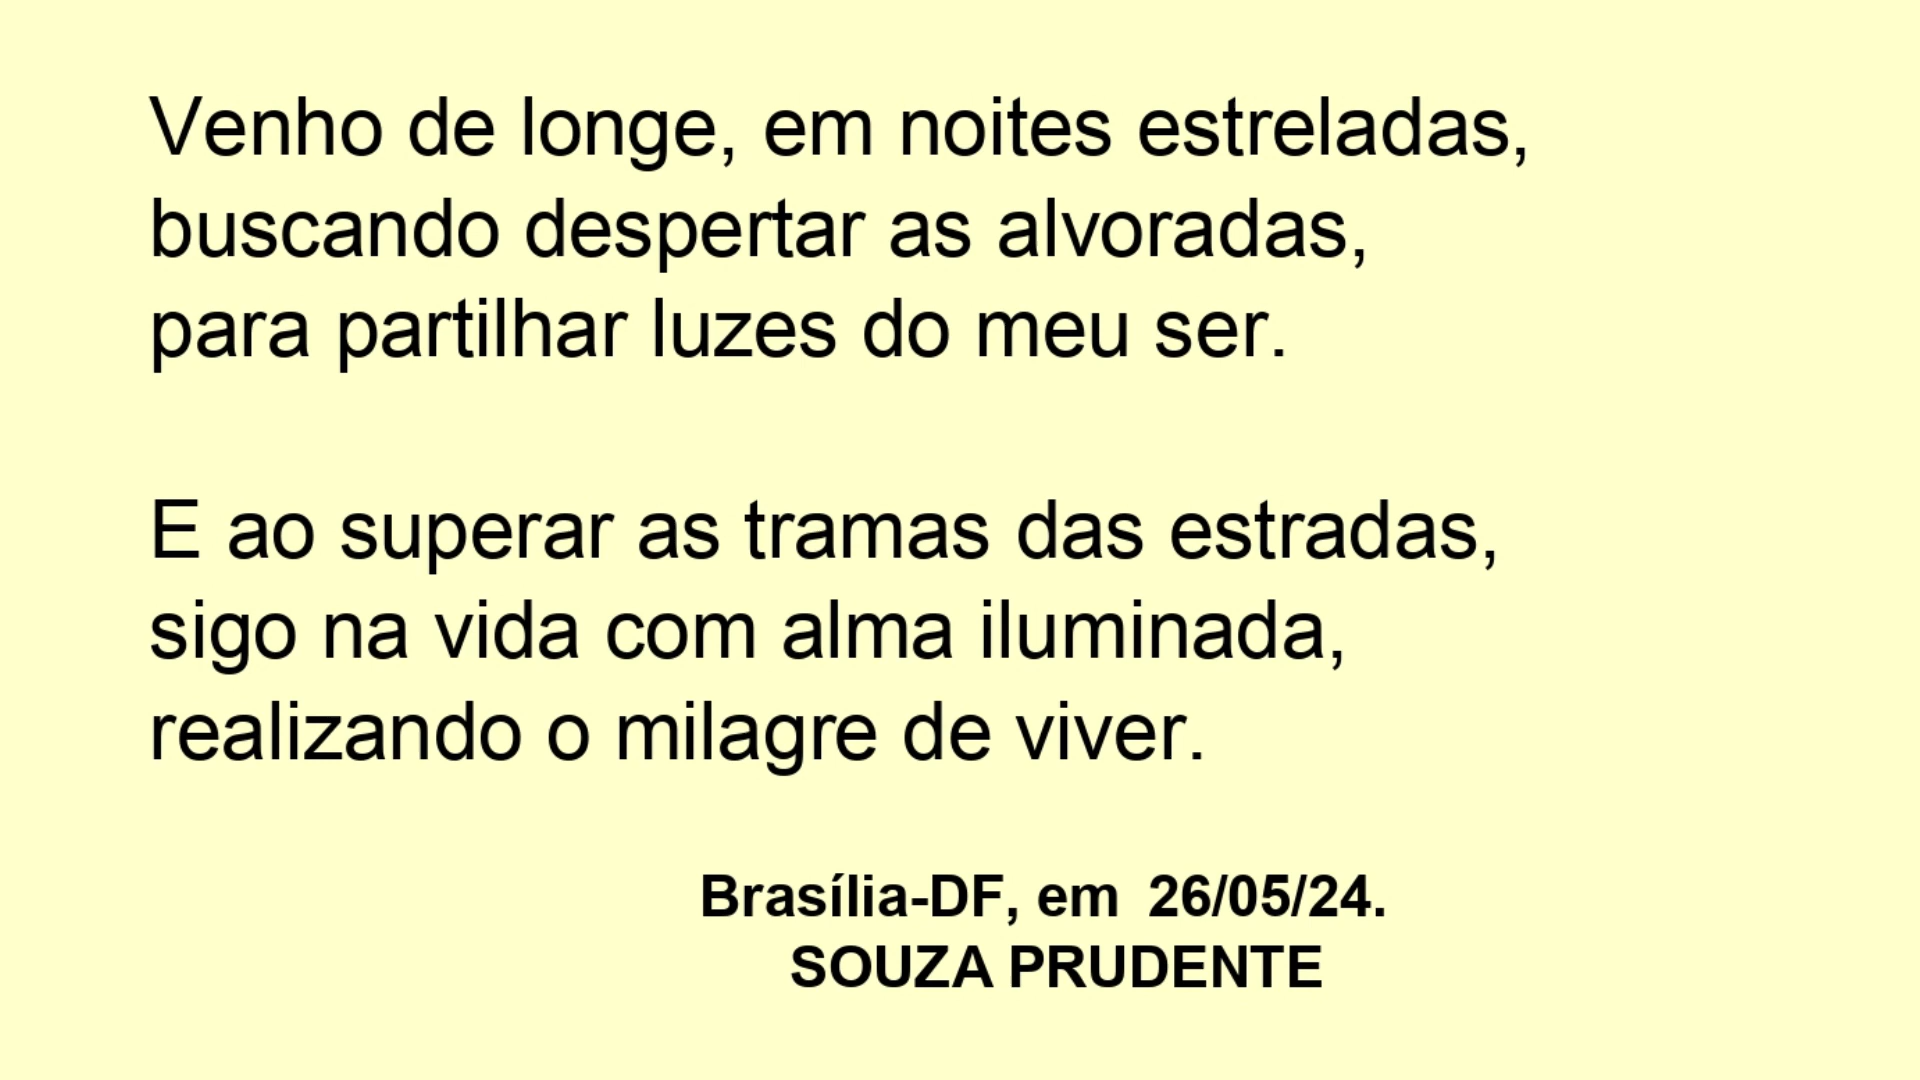 Venho de longe, em noites estreladas,
buscando despertar as alvoradas,
para partilhar luzes do meu ser.
E ao superar as tramas das estradas,
sigo na vida com alma iluminada,
realizando o milagre de viver.
Brasília-DF, em 26/05/24.
SOUZA PRUDENTE